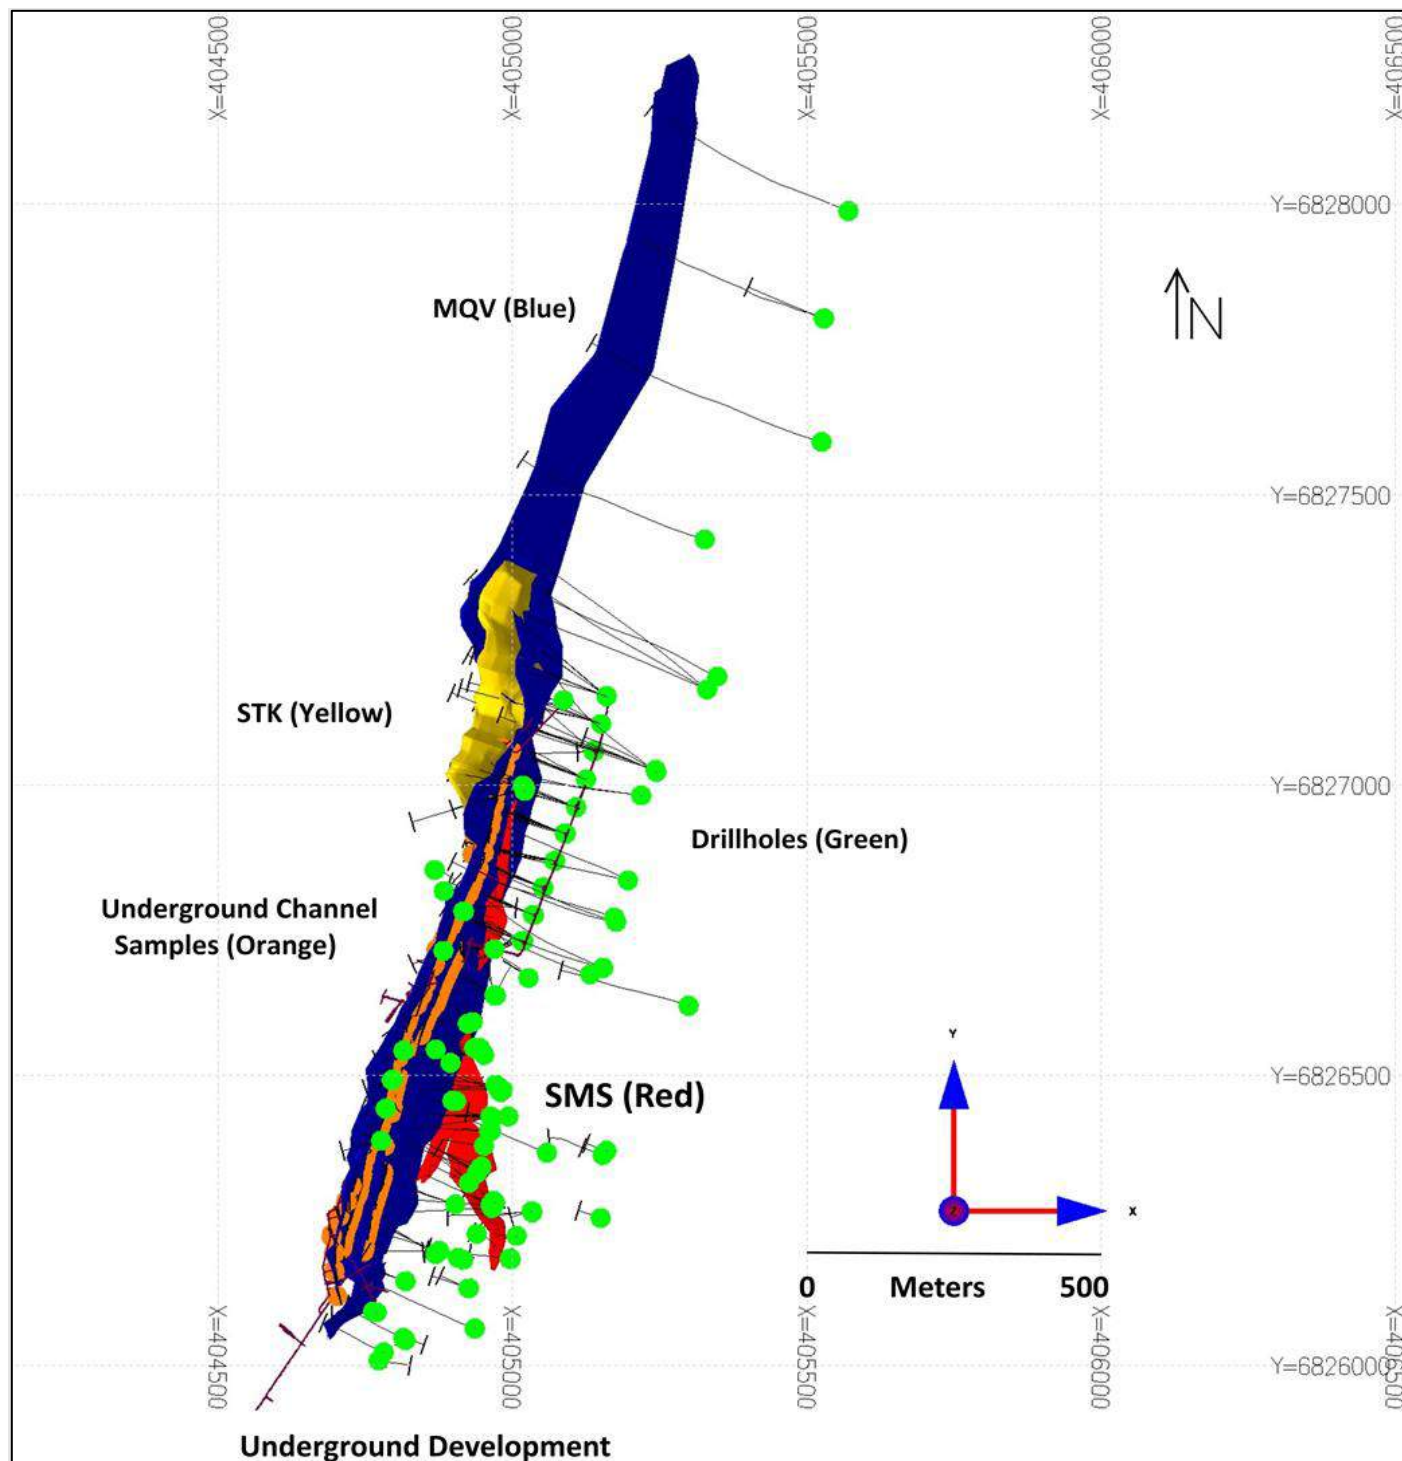 X=404500
X=405000
X=405500
X=406000
X=406500
Y=6828000
MQV (Blue)
N
Y=6827500
STK (Yellow)
Y=6827000
Drillholes (Green)
Underground Channel
Samples (Orange)
Y
SMS (Red)
Y=6826500
Z
X
0 Meters 500
Y=6826000
X=404500
X=405000
X=405500
X=406000
X=406500
Underground Development